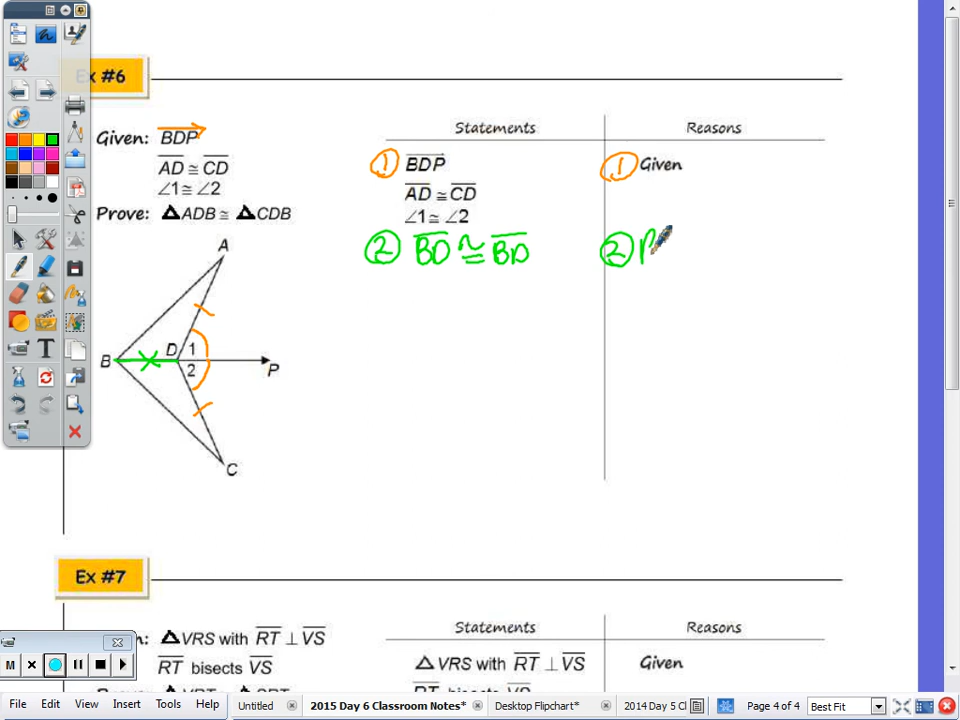 Ex #6
Statements
Reasons
Given: BDP
AD ≅ CD
∠1 ≅ ∠2
Prove: △ADB ≅ △CDB
① BDP
AD ≅ CD
∠1 ≅ ∠2
① Given
② BD ≅ BD
②
A
B
D
1
2
P
C
Ex #7
Statements
Reasons
△VRS with RT ⊥ VS
RT bisects VS
△VRS with RT ⊥ VS
Given
M
File Edit View Insert Tools Help
Untitled
2015 Day 6 Classroom Notes*
Desktop Flipchart*
2014 Day 5 Cl
Page 4 of 4
Best Fit